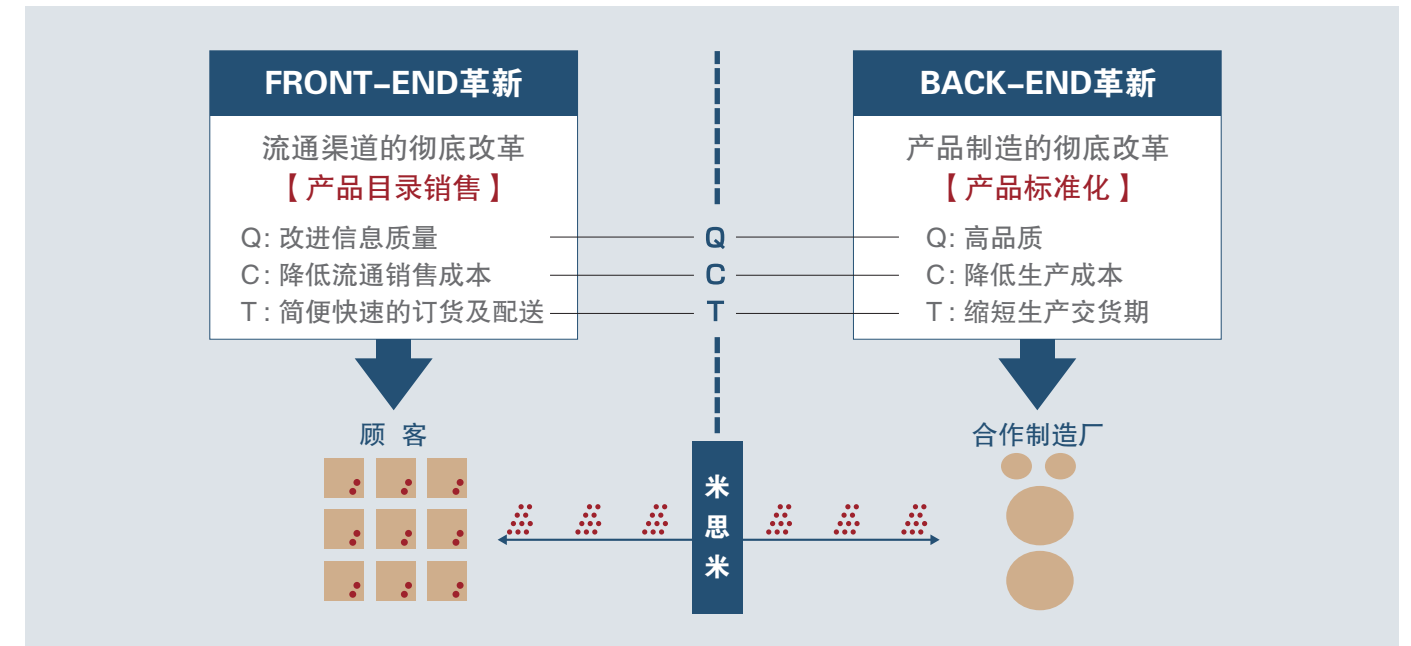 FRONT-END革新
流通渠道的彻底改革
【产品目录销售】
Q: 改进信息质量
C: 降低流通销售成本
T: 简便快速的订货及配送
Q
C
T
BACK-END革新
产品制造的彻底改革
【产品标准化】
Q: 高品质
C: 降低生产成本
T: 缩短生产交货期
顾 客
米思米
合作制造厂